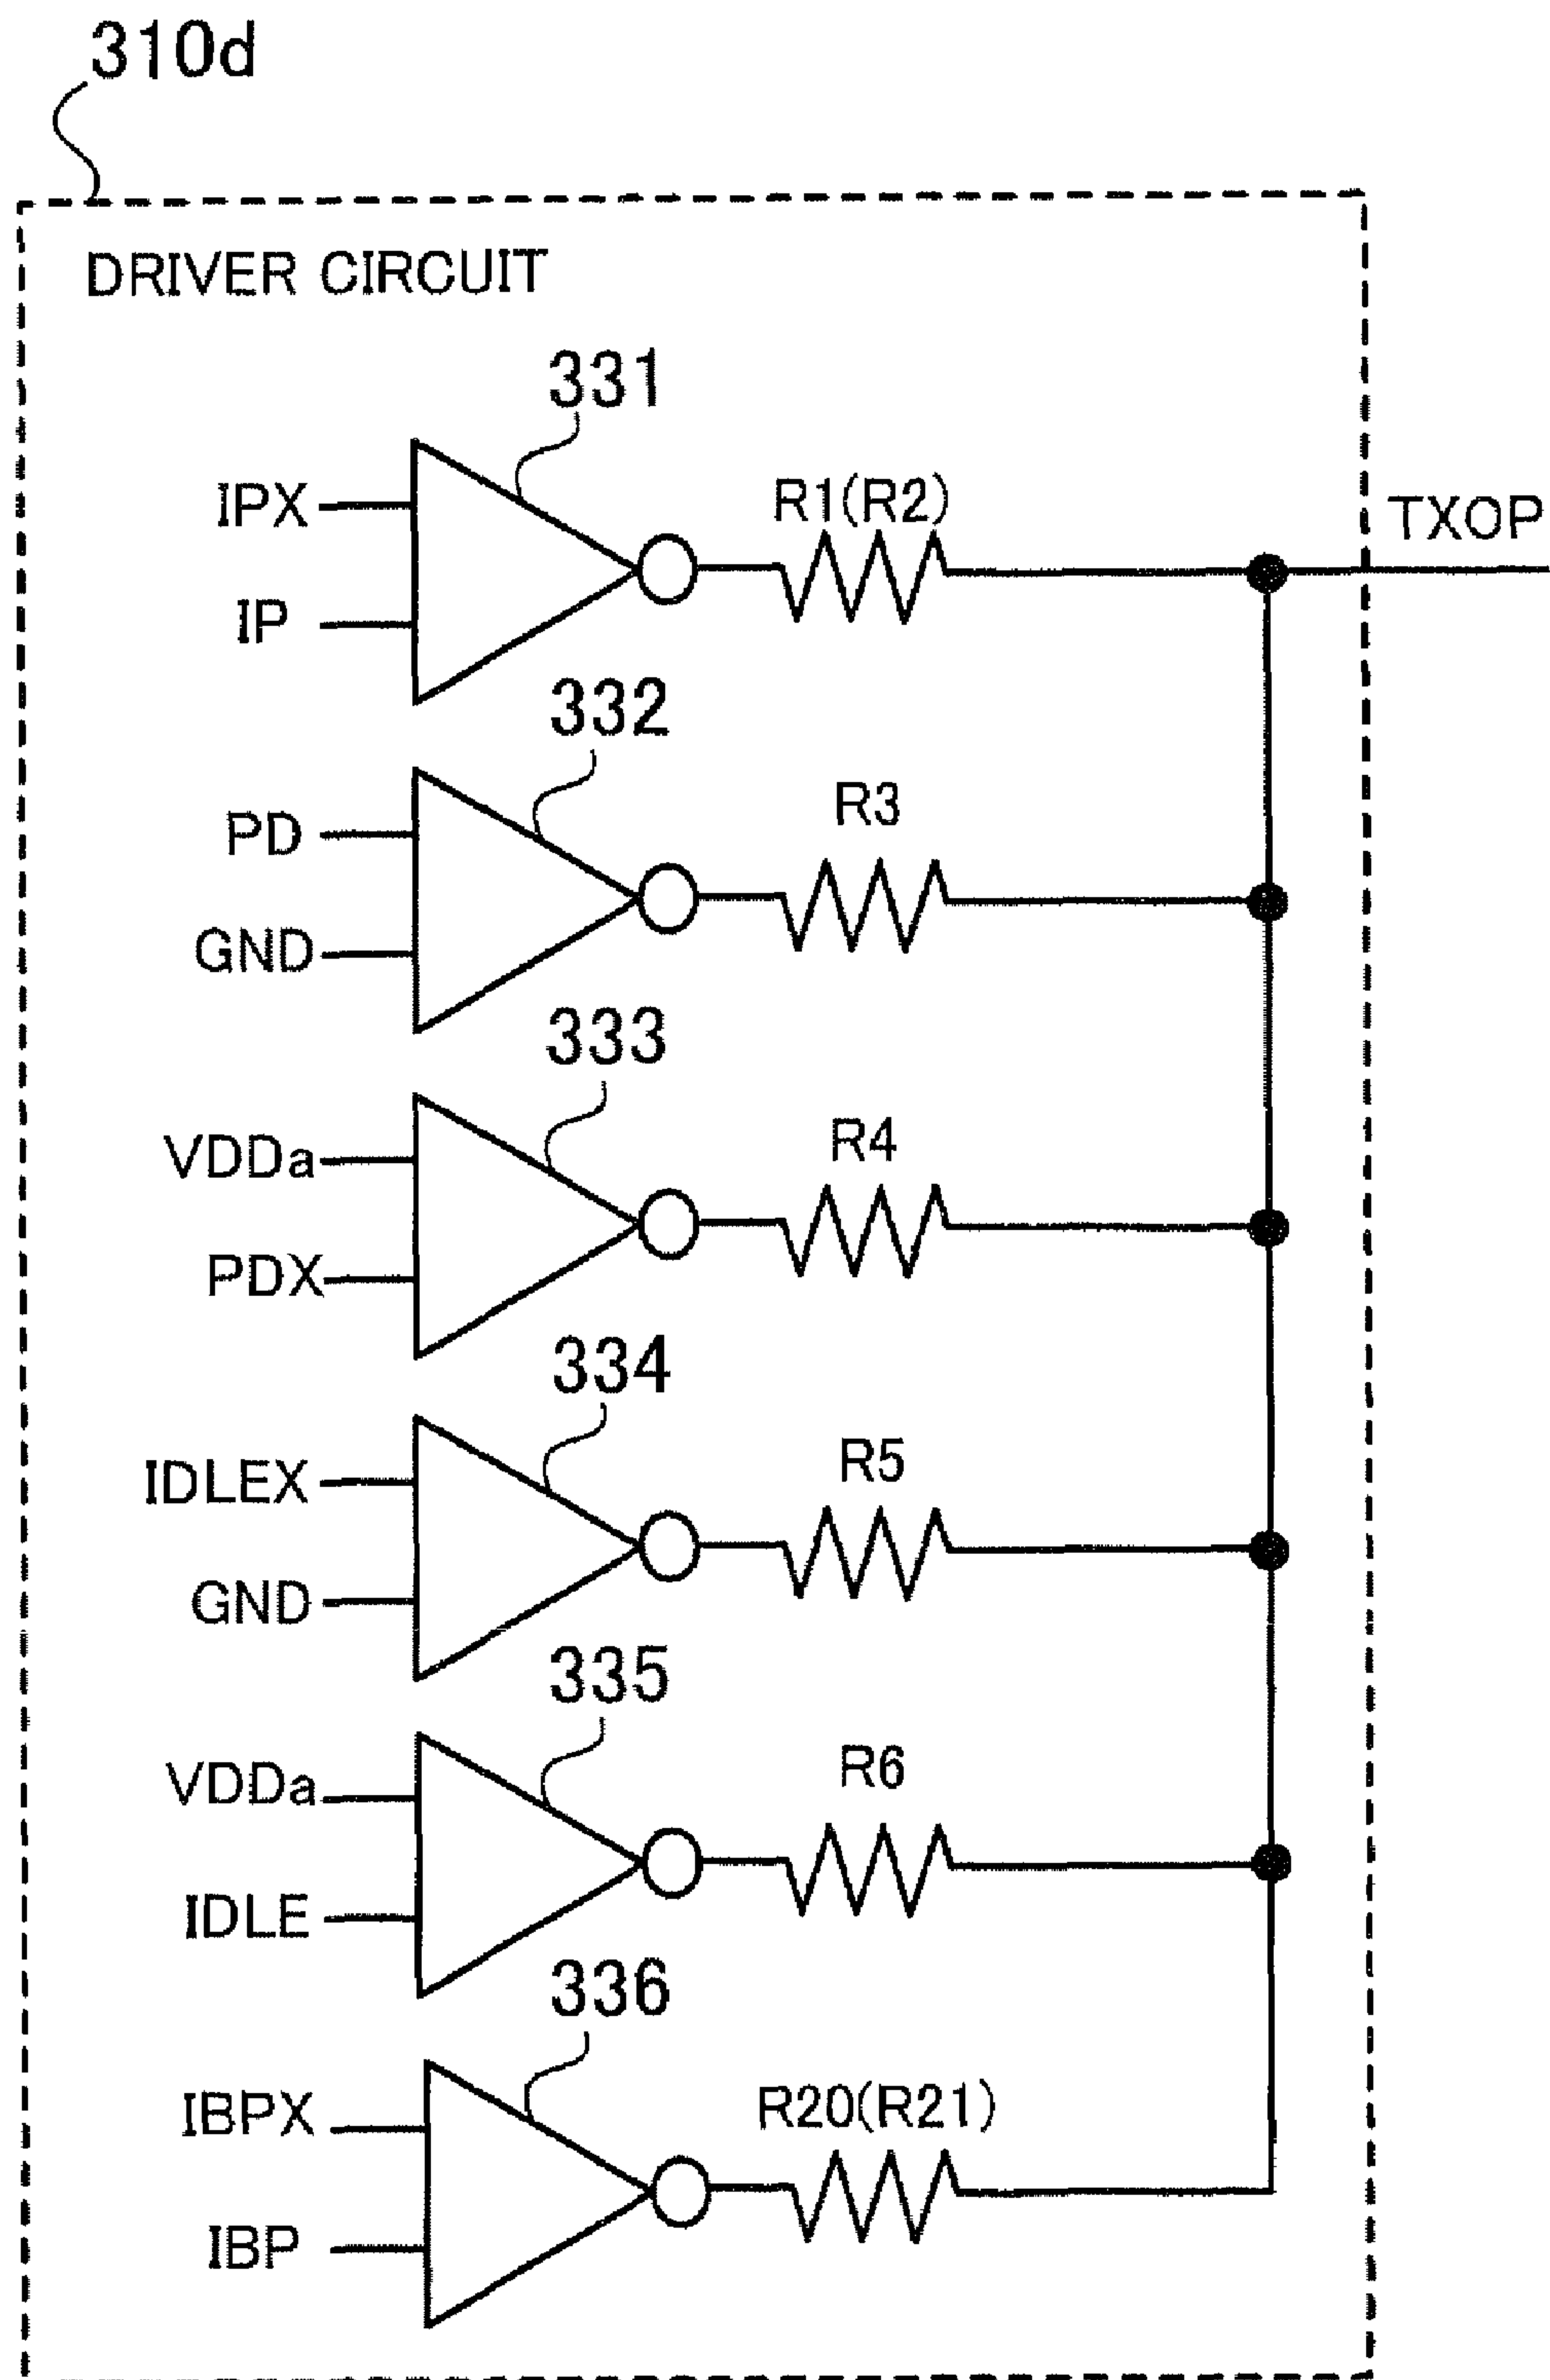 310d
DRIVER CIRCUIT
331
IPX
R1(R2)
TXOP
IP
332
PD
R3
GND
333
VDDa
R4
PDX
334
IDLEX
R5
GND
335
VDDa
R6
IDLE
336
IBPX
R20(R21)
IBP